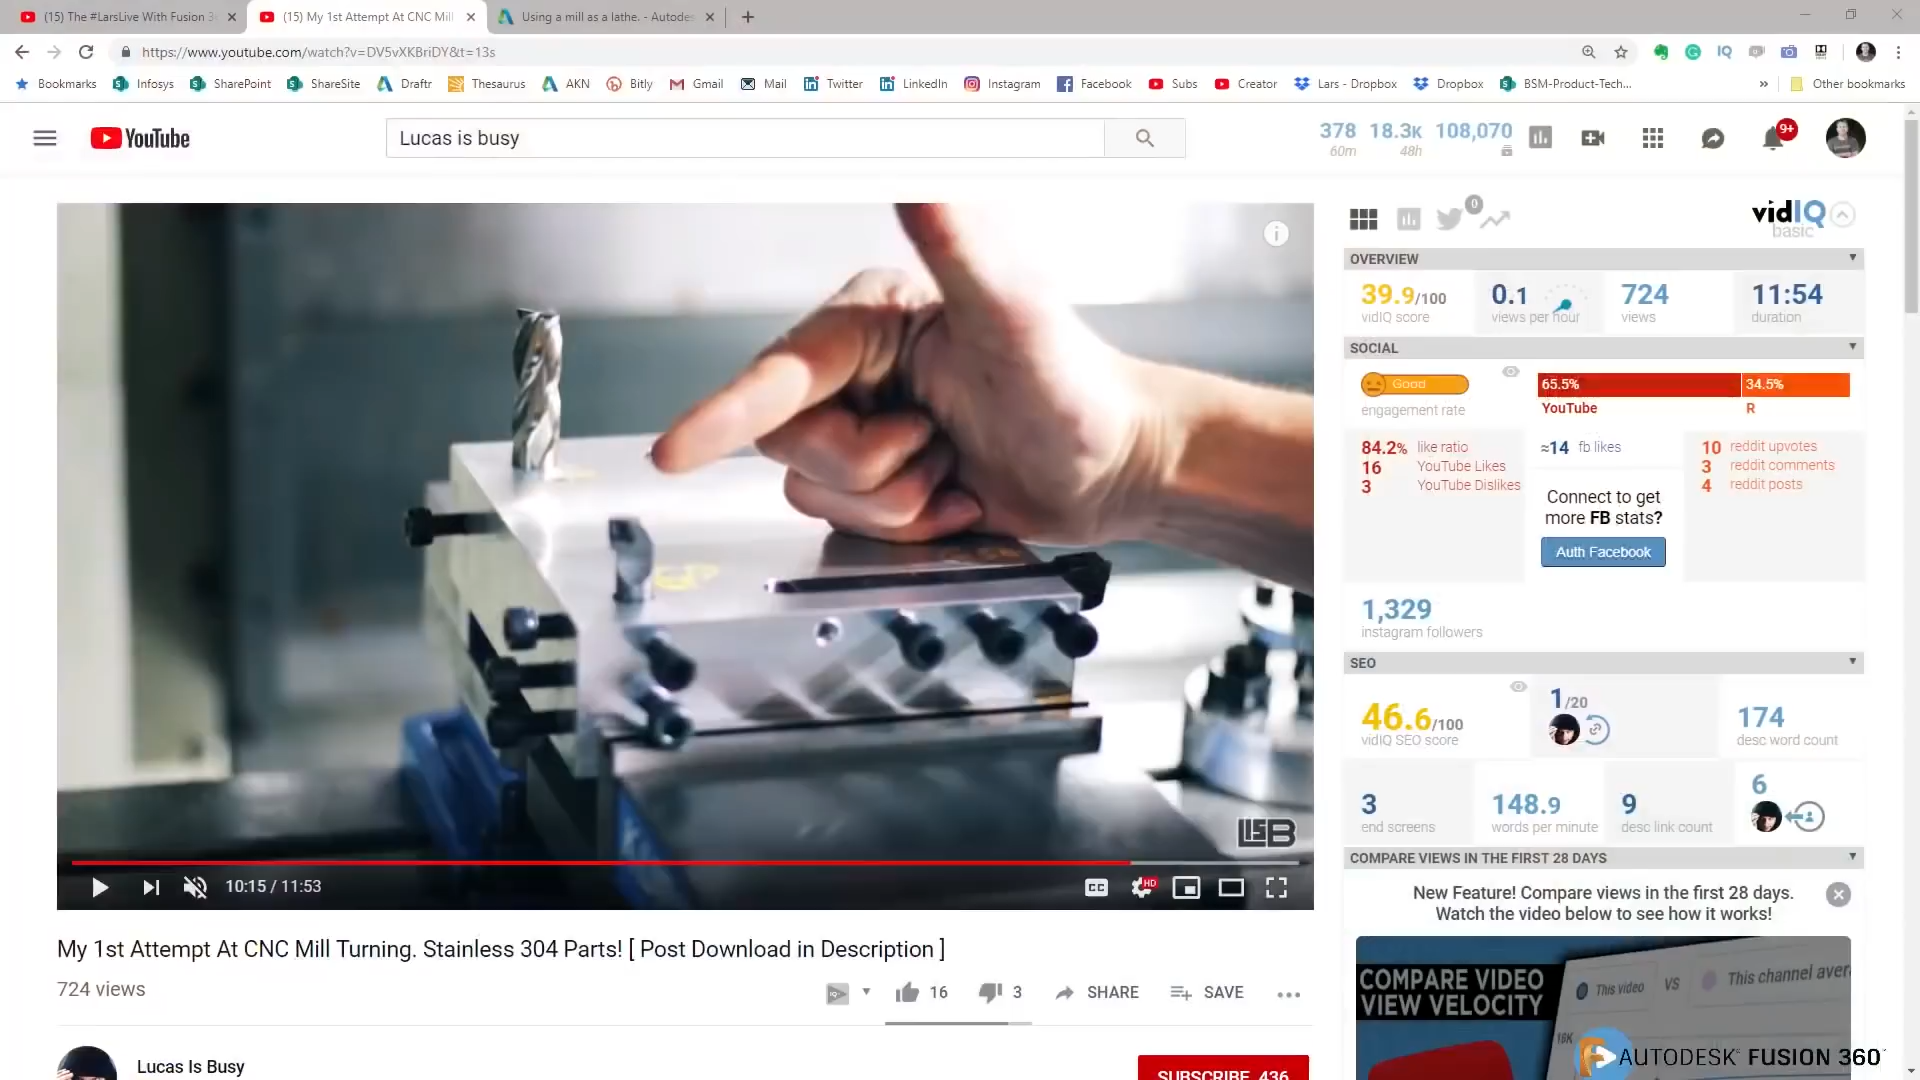 (15) The #LarsLive With Fusion 3
(15) My 1st Attempt At CNC Mill
Using a mill as a lathe. - Autodes
https://www.youtube.com/watch?v=DV5vXKBriDY&t=13s
Bookmarks Infosys SharePoint ShareSite Draftr Thesaurus AKN Bitly Gmail Mail Twitter LinkedIn Instagram Facebook Subs Creator Lars - Dropbox Dropbox BSM-Product-Tech... » Other bookmarks
YouTube
Lucas is busy
378 18.3K 108,070
60m 48h
9+
vidIQ
basic
0
OVERVIEW
39.9/100 0.1 724 11:54
vidIQ score views per hour views duration
SOCIAL
Good 65.5% 34.5%
engagement rate YouTube R
84.2% like ratio
16 YouTube Likes
3 YouTube Dislikes
≈14 fb likes
Connect to get
more FB stats?
Auth Facebook
10 reddit upvotes
3 reddit comments
4 reddit posts
1,329
instagram followers
SEO
46.6/100 1/20 174
vidIQ SEO score desc word count
3 148.9 9 6
end screens words per minute desc link count
COMPARE VIEWS IN THE FIRST 28 DAYS
New Feature! Compare views in the first 28 days.
Watch the video below to see how it works!
COMPARE VIDEO
VIEW VELOCITY
This video VS This channel avera
LISB
10:15 / 11:53
CC HD
My 1st Attempt At CNC Mill Turning. Stainless 304 Parts! [ Post Download in Description ]
724 views
16 3 SHARE SAVE
Lucas Is Busy
SUBSCRIBE 436
AUTODESK® FUSION 360™